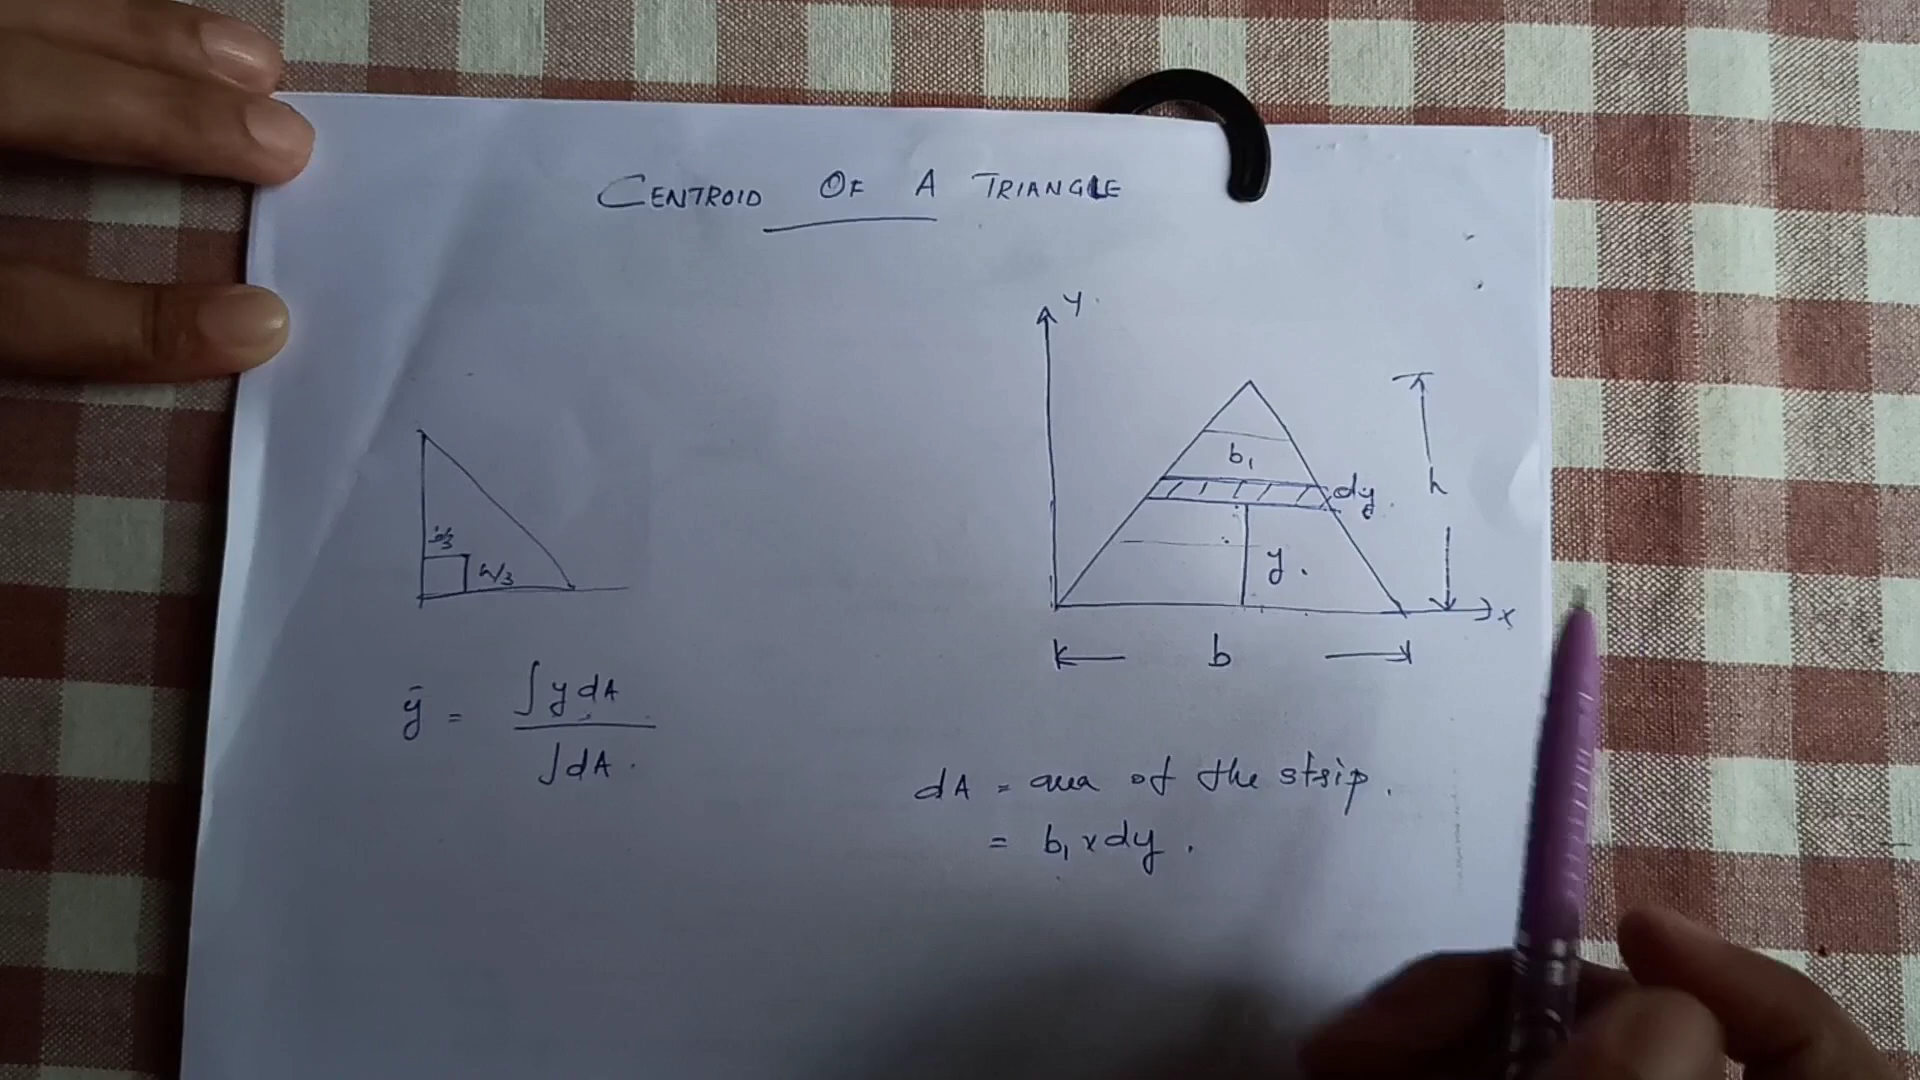 CENTROID OF A TRIANGLE
y
b₁
dy
h
y.
x
b
b/3
h/3
ȳ = ∫y dA / ∫dA.
dA = area of the strip.
= b₁ x dy.